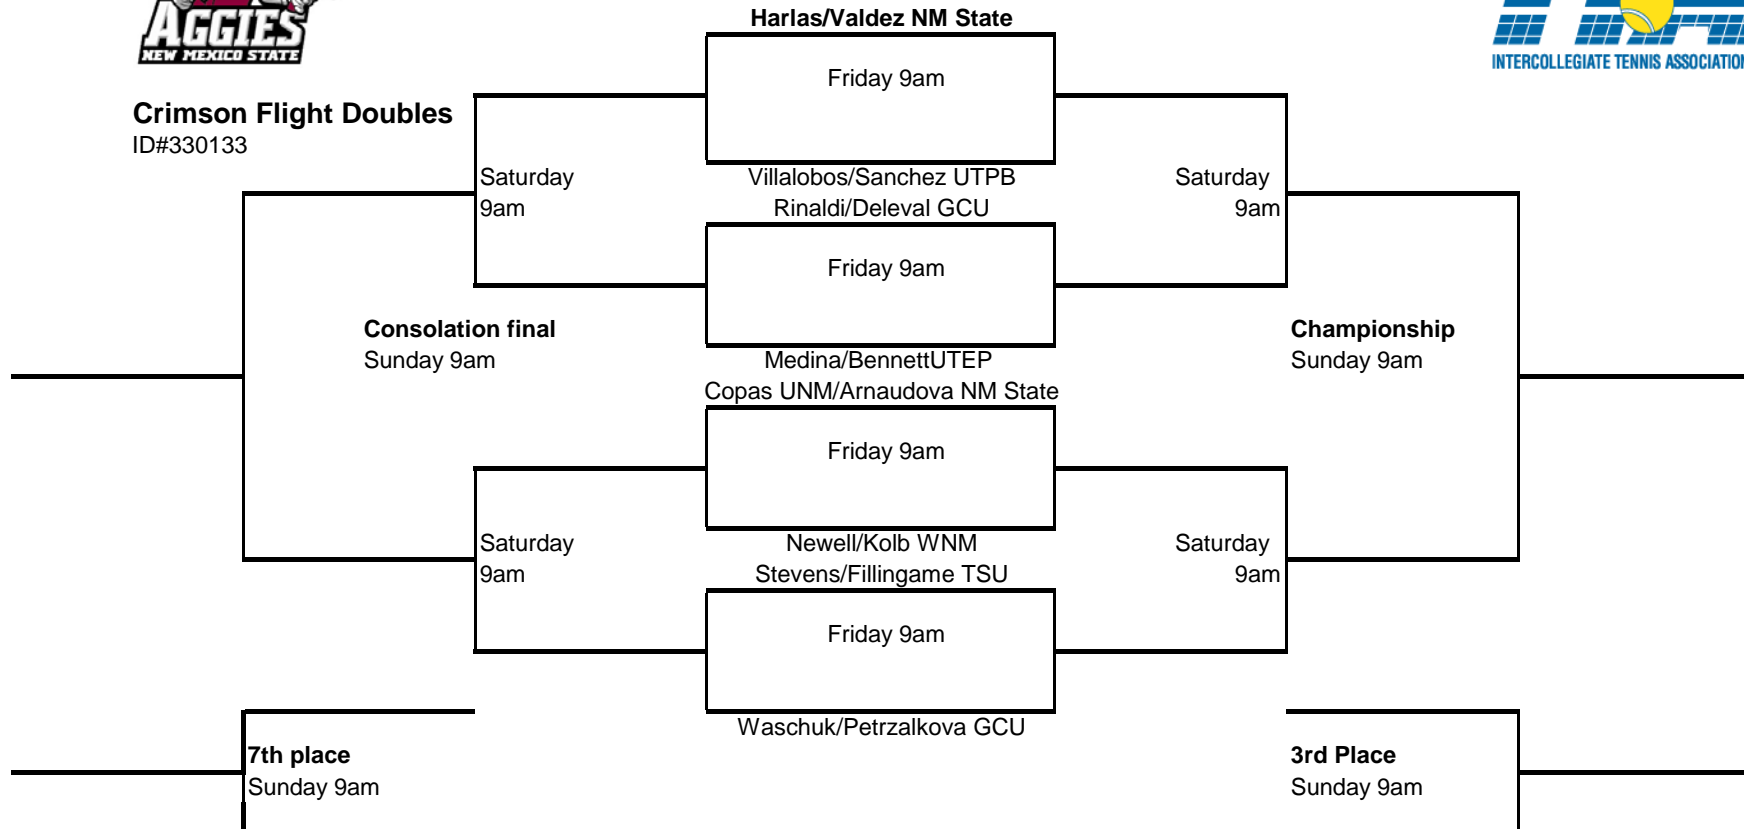 AGGIES
NEW MEXICO STATE
INTERCOLLEGIATE TENNIS ASSOCIATION
Crimson Flight Doubles
ID#330133
Harlas/Valdez NM State
Friday 9am
Villalobos/Sanchez UTPB
Rinaldi/Deleval GCU
Friday 9am
Medina/BennettUTEP
Copas UNM/Arnaudova NM State
Friday 9am
Newell/Kolb WNM
Stevens/Fillingame TSU
Friday 9am
Waschuk/Petrzalkova GCU
Saturday
9am
Saturday
9am
Consolation final
Sunday 9am
Championship
Sunday 9am
Saturday
9am
Saturday
9am
7th place
Sunday 9am
3rd Place
Sunday 9am